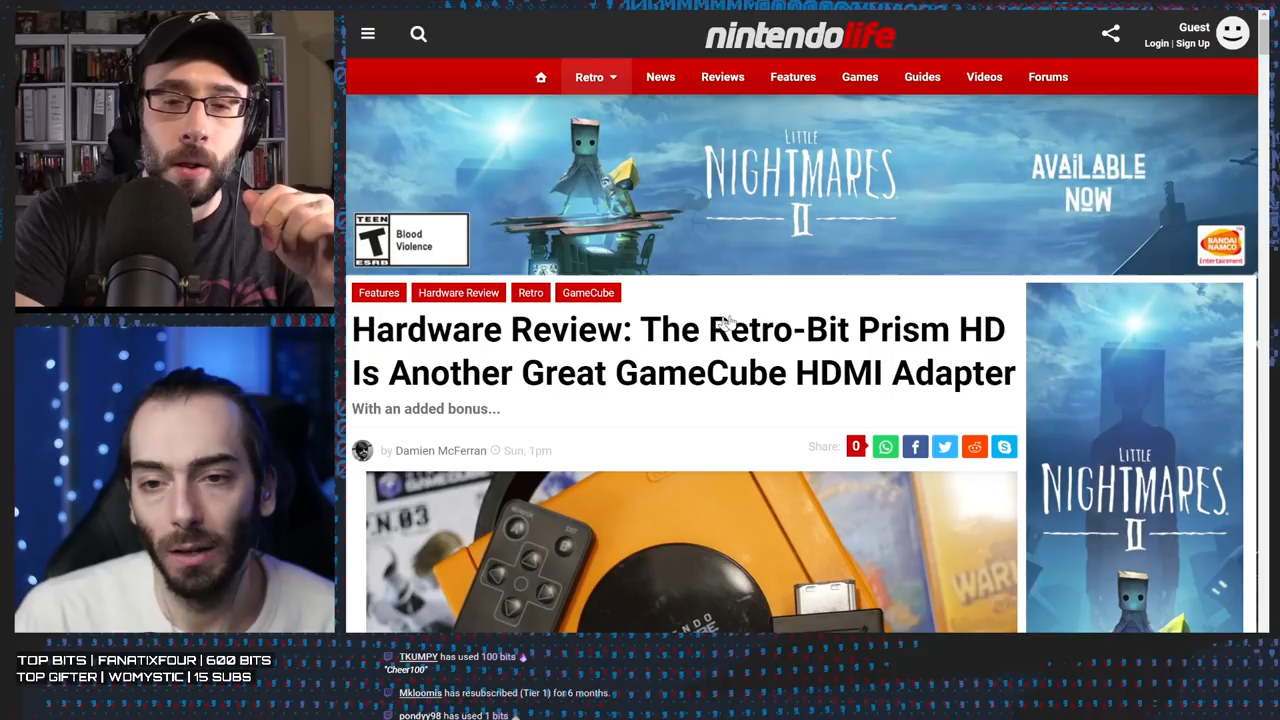 nintendolife
Guest
Login | Sign Up
Retro
News
Reviews
Features
Games
Guides
Videos
Forums
TEEN
T
ESRB
Blood
Violence
LITTLE
NIGHTMARES
II
AVAILABLE
NOW
BANDAI
NAMCO
Entertainment
Features
Hardware Review
Retro
GameCube
Hardware Review: The Retro-Bit Prism HD
Is Another Great GameCube HDMI Adapter
With an added bonus...
by Damien McFerran
Sun, 1pm
Share:
0
N.03
EXIT
LITTLE
NIGHTMARES
II
TOP BITS | FANATIXFOUR | 600 BITS
TOP GIFTER | WDMYSTIC | 15 SUBS
TKUMPY has used 100 bits
"Cheer100"
Mkloomis has resubscribed (Tier 1) for 6 months.
pondyy98 has used 1 bits